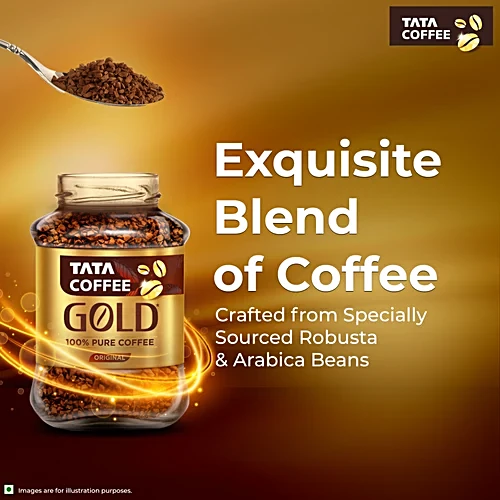 TATA
COFFEE
Exquisite
Blend
of Coffee
Crafted from Specially
Sourced Robusta
& Arabica Beans
TATA
COFFEE
GOLD
100% PURE COFFEE
ORIGINAL
Images are for illustration purposes.